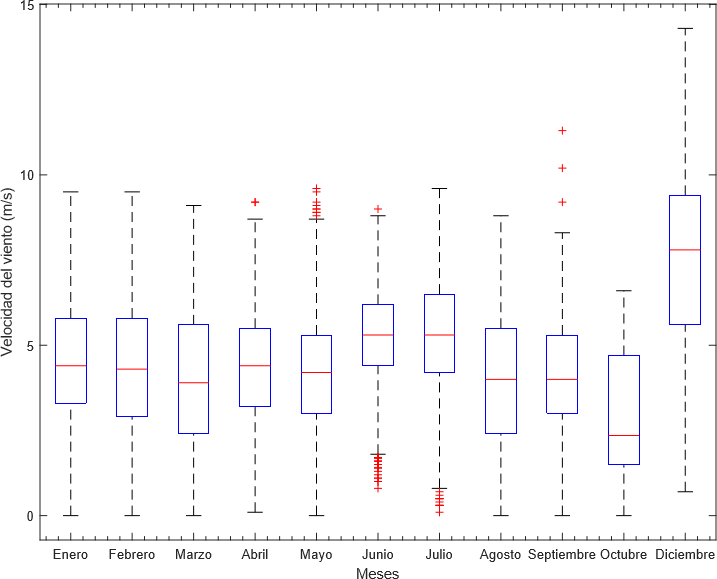 Velocidad del viento (m/s)
15
10
5
0
Enero Febrero Marzo Abril Mayo Junio Julio Agosto Septiembre Octubre Diciembre
Meses